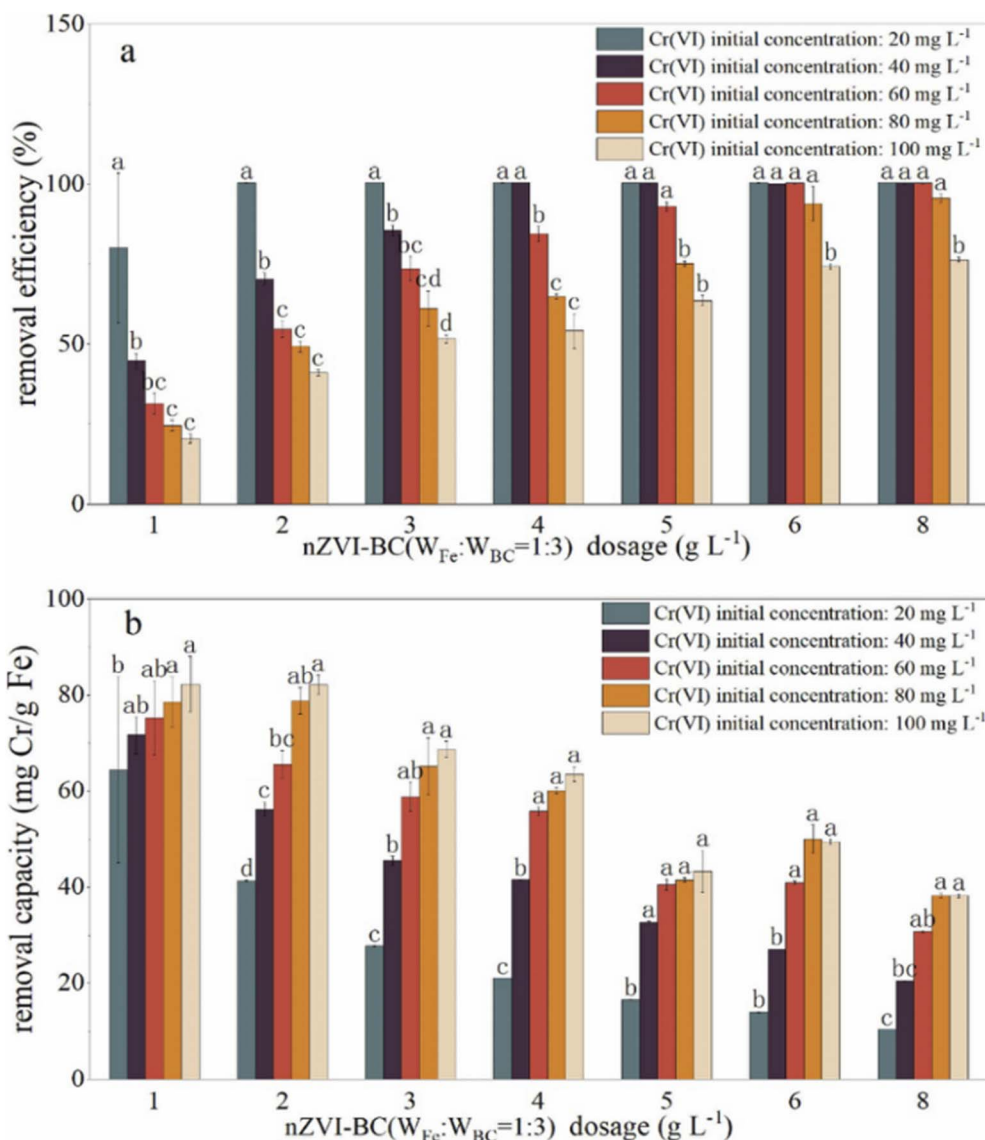 a
150
100
50
0
removal efficiency (%)
Cr(VI) initial concentration: 20 mg L⁻¹
Cr(VI) initial concentration: 40 mg L⁻¹
Cr(VI) initial concentration: 60 mg L⁻¹
Cr(VI) initial concentration: 80 mg L⁻¹
Cr(VI) initial concentration: 100 mg L⁻¹
a b bc c c
a b c c c
a b bc cd d
a a b c c
a a a b b
a a a a b
a a a a b
1 2 3 4 5 6 8
nZVI-BC(W_Fe:W_BC=1:3) dosage (g L⁻¹)
b
100
80
60
40
20
0
removal capacity (mg Cr/g Fe)
Cr(VI) initial concentration: 20 mg L⁻¹
Cr(VI) initial concentration: 40 mg L⁻¹
Cr(VI) initial concentration: 60 mg L⁻¹
Cr(VI) initial concentration: 80 mg L⁻¹
Cr(VI) initial concentration: 100 mg L⁻¹
b ab ab a a
d c bc ab a
c b ab a a
c b a a a
b a a a a
b b a a a
c bc ab a a
1 2 3 4 5 6 8
nZVI-BC(W_Fe:W_BC=1:3) dosage (g L⁻¹)